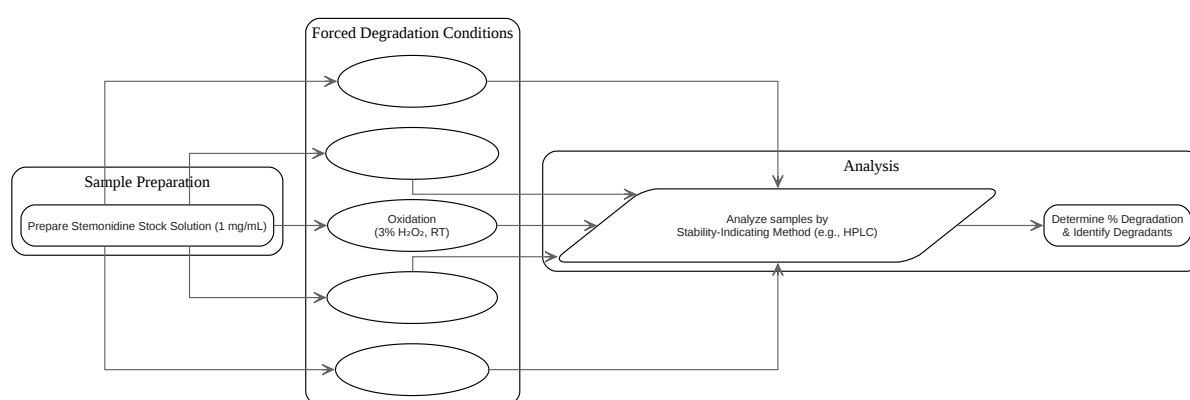 Forced Degradation Conditions
Sample Preparation
Prepare Stemonidine Stock Solution (1 mg/mL)
Oxidation
(3% H₂O₂, RT)
Analysis
Analyze samples by
Stability-Indicating Method (e.g., HPLC)
Determine % Degradation
& Identify Degradants